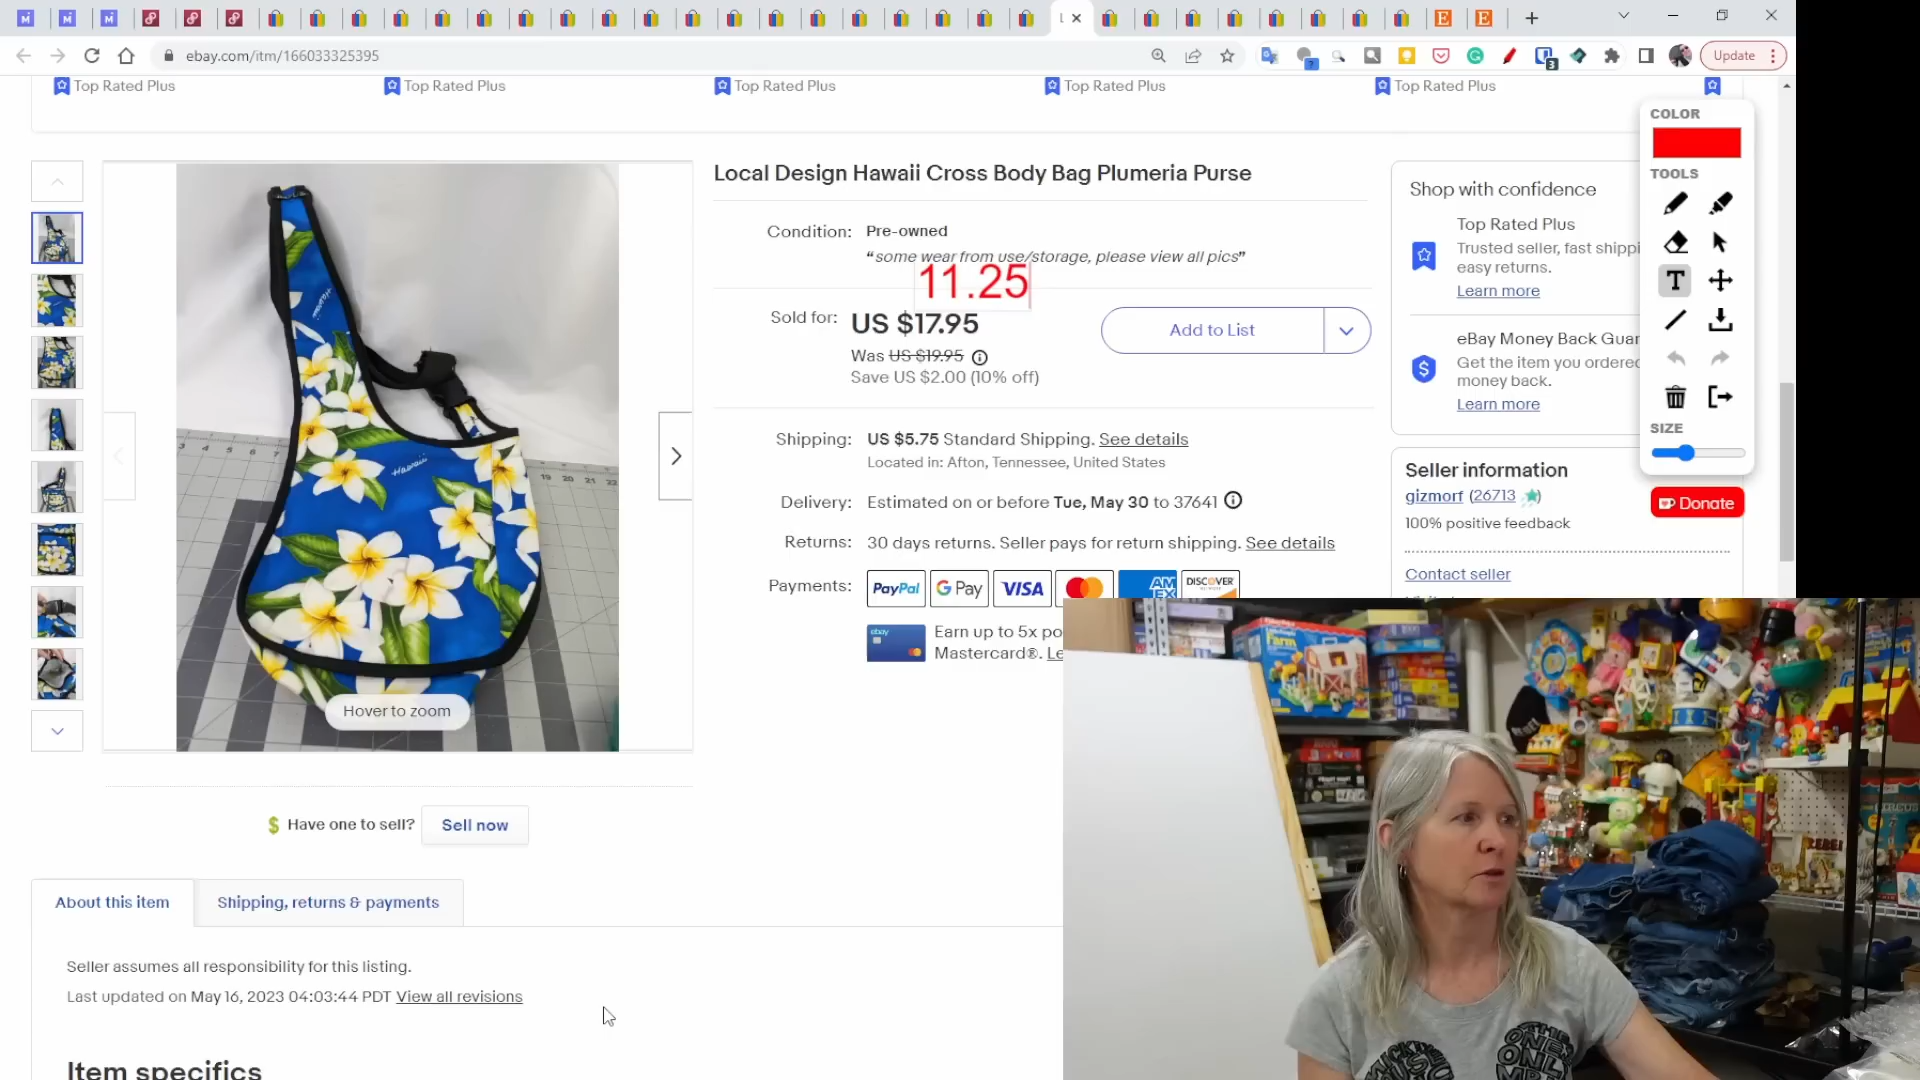 ebay.com/itm/166033325395
Update
Top Rated Plus
Top Rated Plus
Top Rated Plus
Top Rated Plus
Top Rated Plus
COLOR
TOOLS
SIZE
Donate
Hawaii
Hover to zoom
Local Design Hawaii Cross Body Bag Plumeria Purse
Condition: Pre-owned
“some wear from use/storage, please view all pics”
11.25
Sold for: US $17.95
Add to List
Was US $19.95
Save US $2.00 (10% off)
Shipping: US $5.75 Standard Shipping. See details
Located in: Afton, Tennessee, United States
Delivery: Estimated on or before Tue, May 30 to 37641
Returns: 30 days returns. Seller pays for return shipping. See details
Payments:
PayPal
G Pay
VISA
AM EX
DISCOVER
ebay
Earn up to 5x po
Mastercard®. Le
Shop with confidence
Top Rated Plus
Trusted seller, fast shippi
easy returns.
Learn more
eBay Money Back Guar
Get the item you ordered
money back.
Learn more
Seller information
gizmorf (26713)
100% positive feedback
Contact seller
Have one to sell? Sell now
About this item
Shipping, returns & payments
Seller assumes all responsibility for this listing.
Last updated on May 16, 2023 04:03:44 PDT View all revisions
Item specifics
Farm